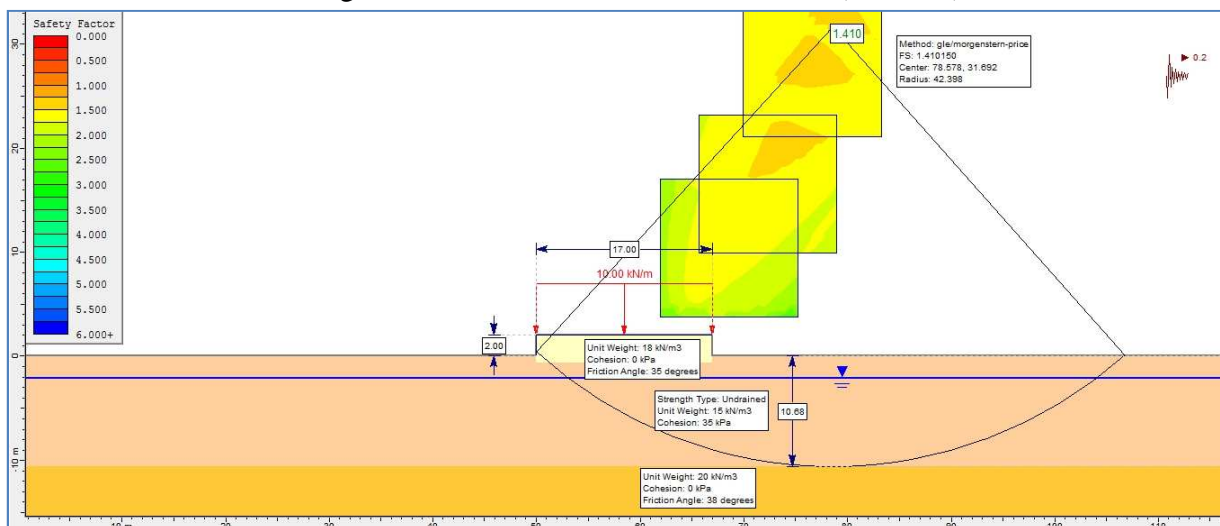 Safety Factor
0.000
0.500
1.000
1.500
2.000
2.500
3.000
3.500
4.000
4.500
5.000
5.500
6.000+
30
20
10
0
-10 m
1.410
Method: gle/morgenstern-price
FS: 1.410150
Center: 78.578, 31.692
Radius: 42.398
0.2
17.00
10.00 kN/m
2.00
Unit Weight: 18 kN/m3
Cohesion: 0 kPa
Friction Angle: 35 degrees
Strength Type: Undrained
Unit Weight: 15 kN/m3
Cohesion: 35 kPa
10.68
Unit Weight: 20 kN/m3
Cohesion: 0 kPa
Friction Angle: 38 degrees